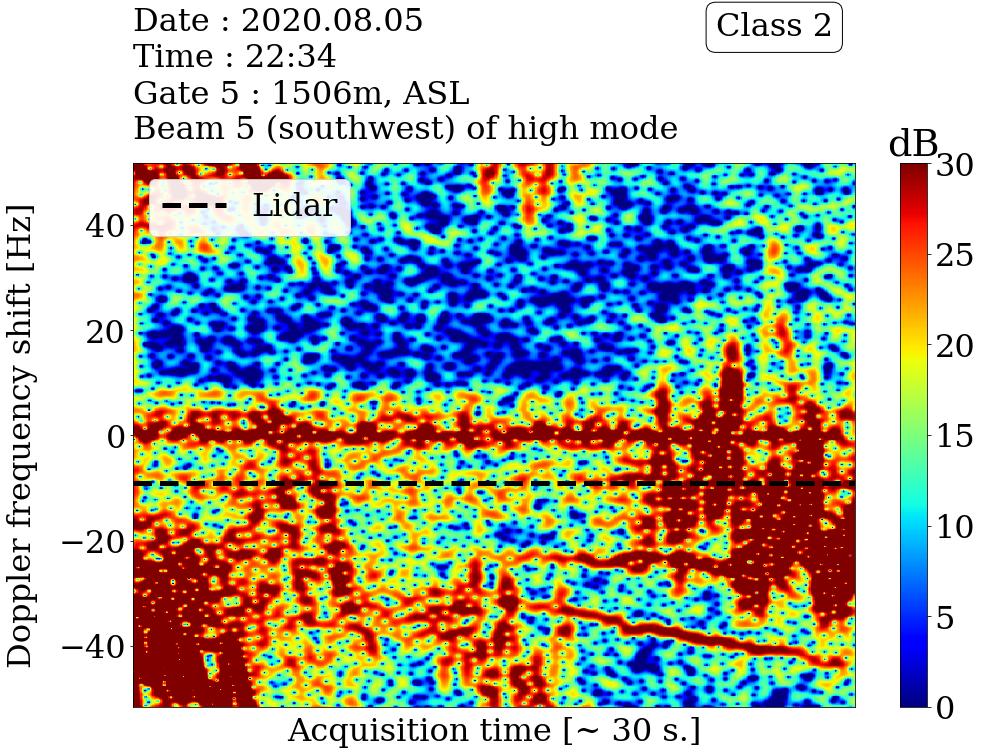 Date : 2020.08.05
Time : 22:34
Gate 5 : 1506m, ASL
Beam 5 (southwest) of high mode
Class 2
dB
Lidar
Doppler frequency shift [Hz]
40
20
0
−20
−40
30
25
20
15
10
5
0
Acquisition time [~ 30 s.]